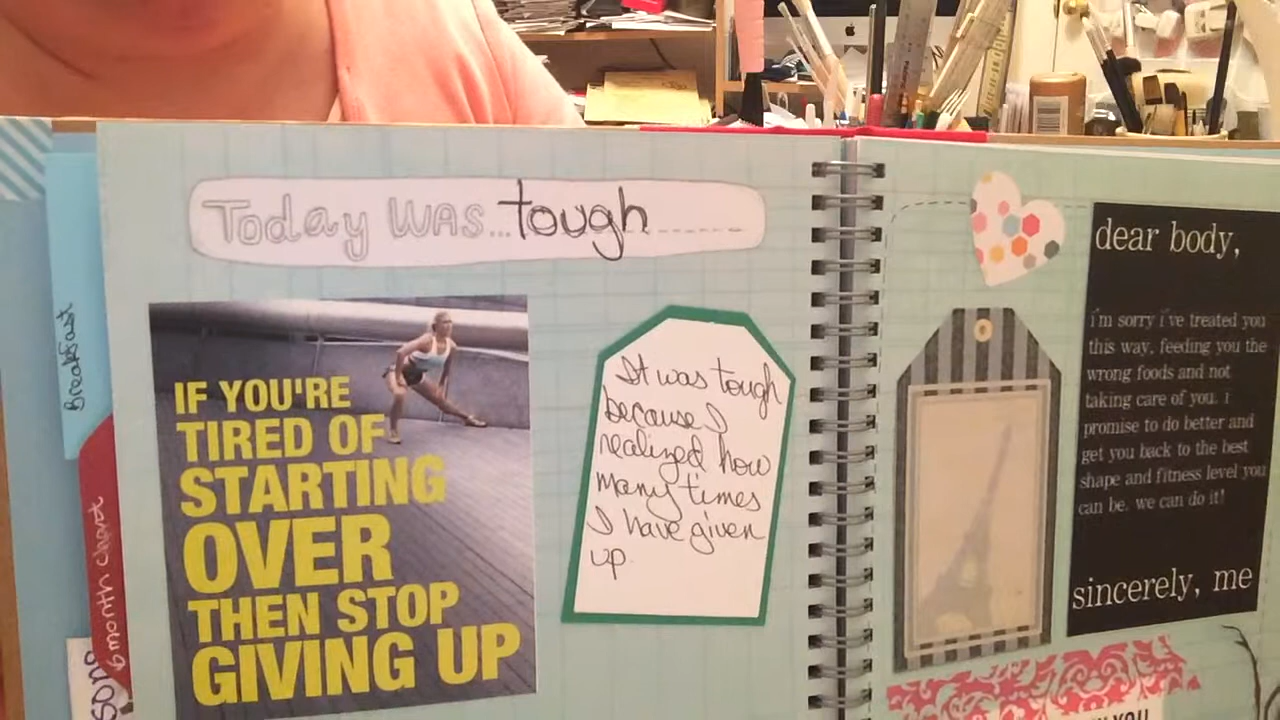 Today WAS...tough
IF YOU'RE
TIRED OF
STARTING
OVER
THEN STOP
GIVING UP
It was tough
because I
realized how
many times
I have given
up.
dear body,
i'm sorry i've treated you
this way, feeding you the
wrong foods and not
taking care of you. i
promise to do better and
get you back to the best
shape and fitness level you
can be. we can do it!
sincerely, me
Breakfast
6 month chart
YOU